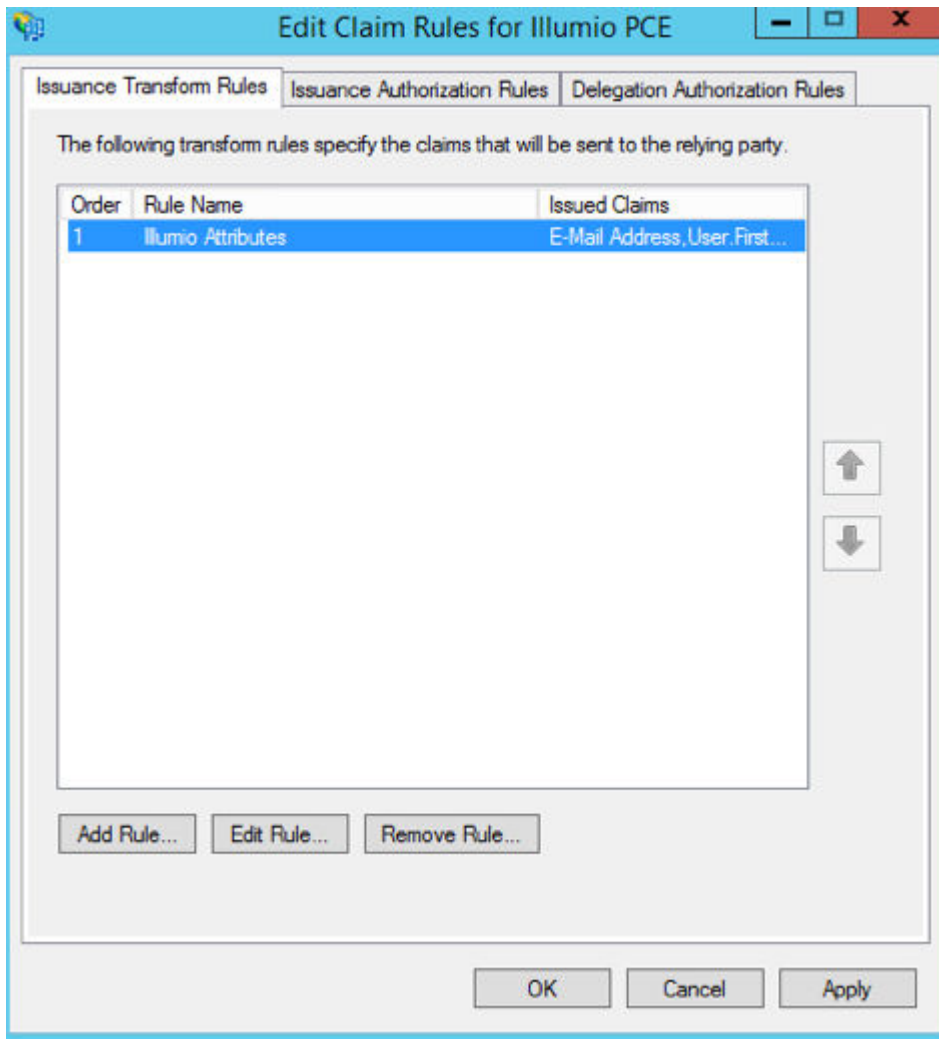 Edit Claim Rules for Illumio PCE
Issuance Transform Rules Issuance Authorization Rules Delegation Authorization Rules
The following transform rules specify the claims that will be sent to the relying party.
Order Rule Name Issued Claims
1 Illumio Attributes E-Mail Address,User.First...
Add Rule... Edit Rule... Remove Rule...
OK Cancel Apply